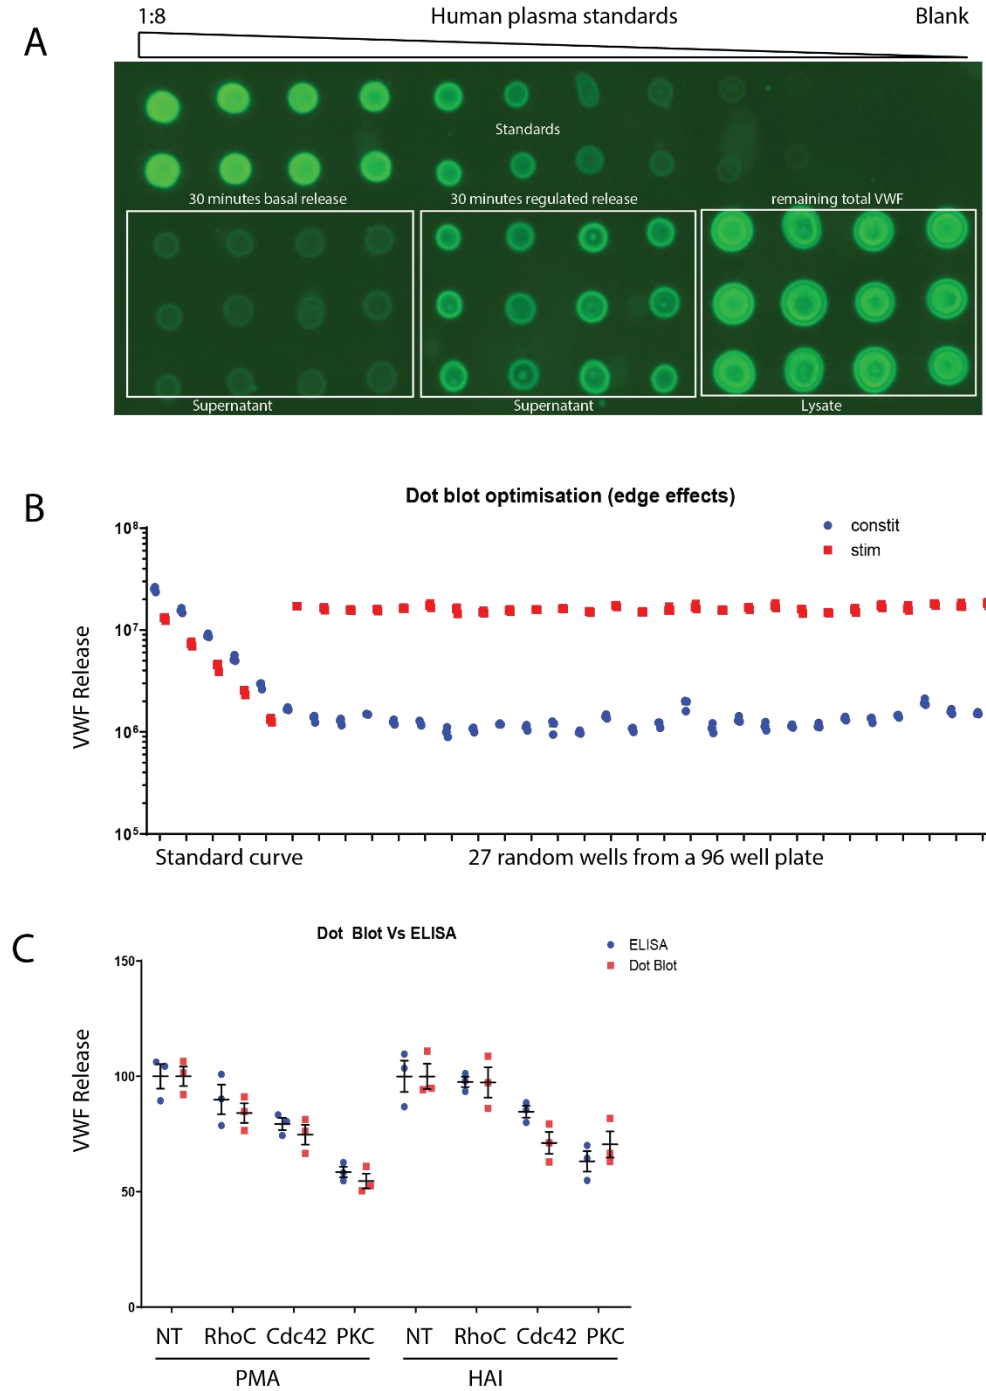 A
1:8 Human plasma standards Blank
Standards
30 minutes basal release 30 minutes regulated release remaining total VWF
Supernatant Supernatant Lysate
B
Dot blot optimisation (edge effects)
constit
stim
VWF Release
10⁸
10⁷
10⁶
10⁵
Standard curve 27 random wells from a 96 well plate
C
Dot Blot Vs ELISA
ELISA
Dot Blot
VWF Release
150
100
50
0
NT RhoC Cdc42 PKC NT RhoC Cdc42 PKC
PMA HAI